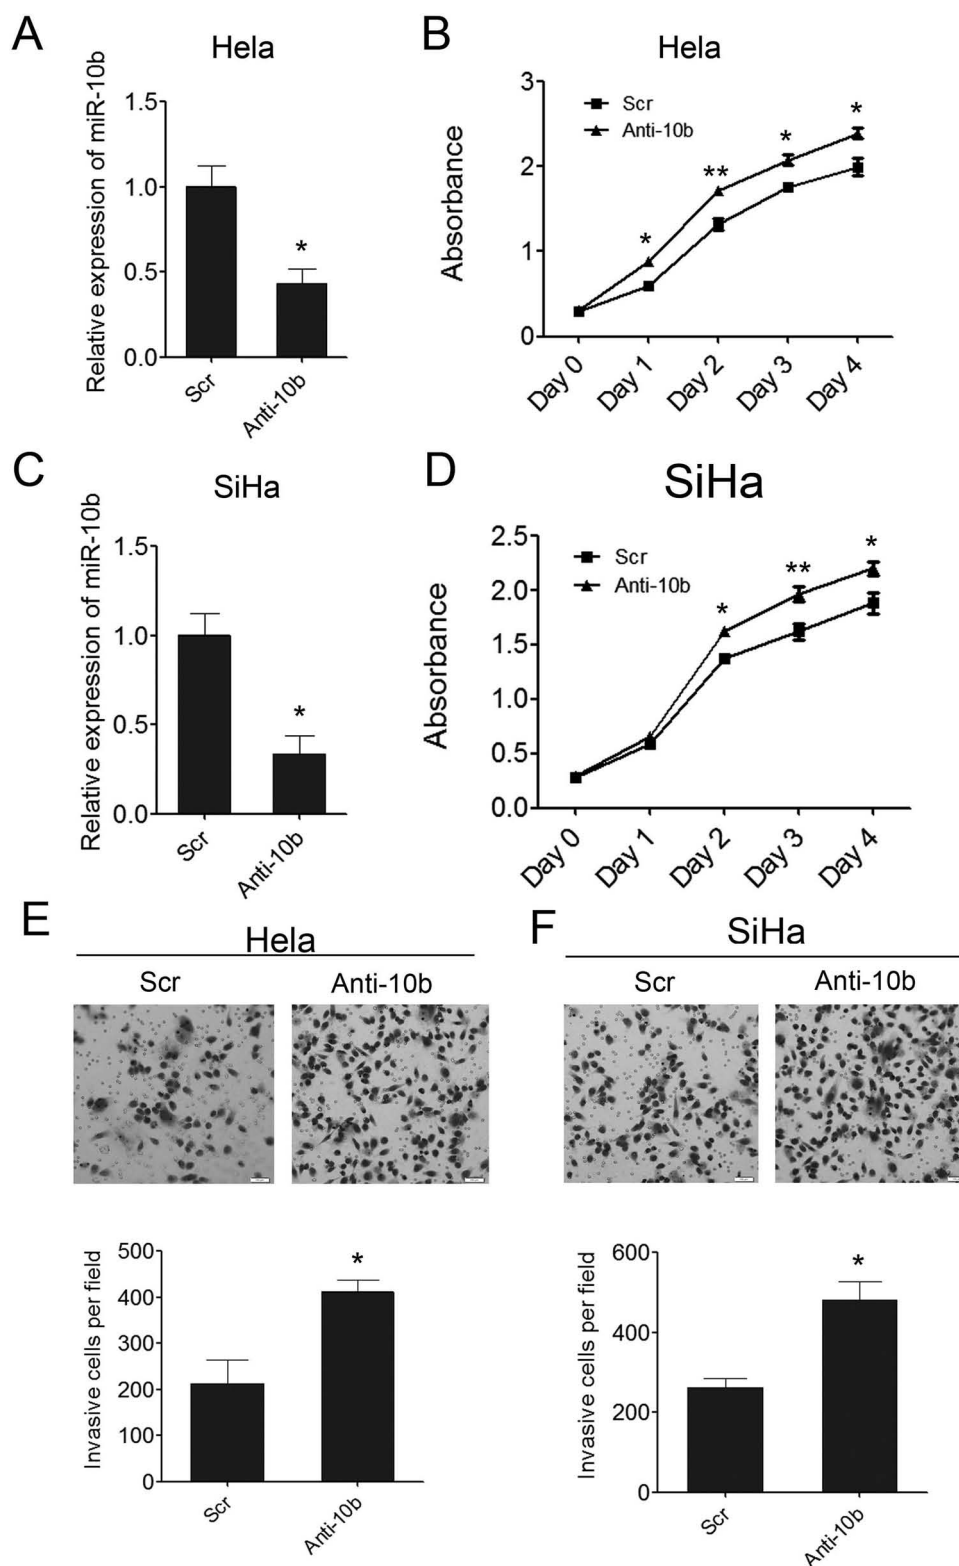 A
Hela
Relative expression of miR-10b
1.5
1.0
0.5
0.0
*
Scr
Anti-10b
B
Hela
Absorbance
3
2
1
0
Scr
Anti-10b
*
**
*
*
Day 0
Day 1
Day 2
Day 3
Day 4
C
SiHa
Relative expression of miR-10b
1.5
1.0
0.5
0.0
*
Scr
Anti-10b
D
SiHa
Absorbance
2.5
2.0
1.5
1.0
0.5
0.0
Scr
Anti-10b
*
**
*
Day 0
Day 1
Day 2
Day 3
Day 4
E
Hela
Scr
Anti-10b
Invasive cells per field
500
400
300
200
100
0
*
Scr
Anti-10b
F
SiHa
Scr
Anti-10b
Invasive cells per field
600
400
200
0
*
Scr
Anti-10b